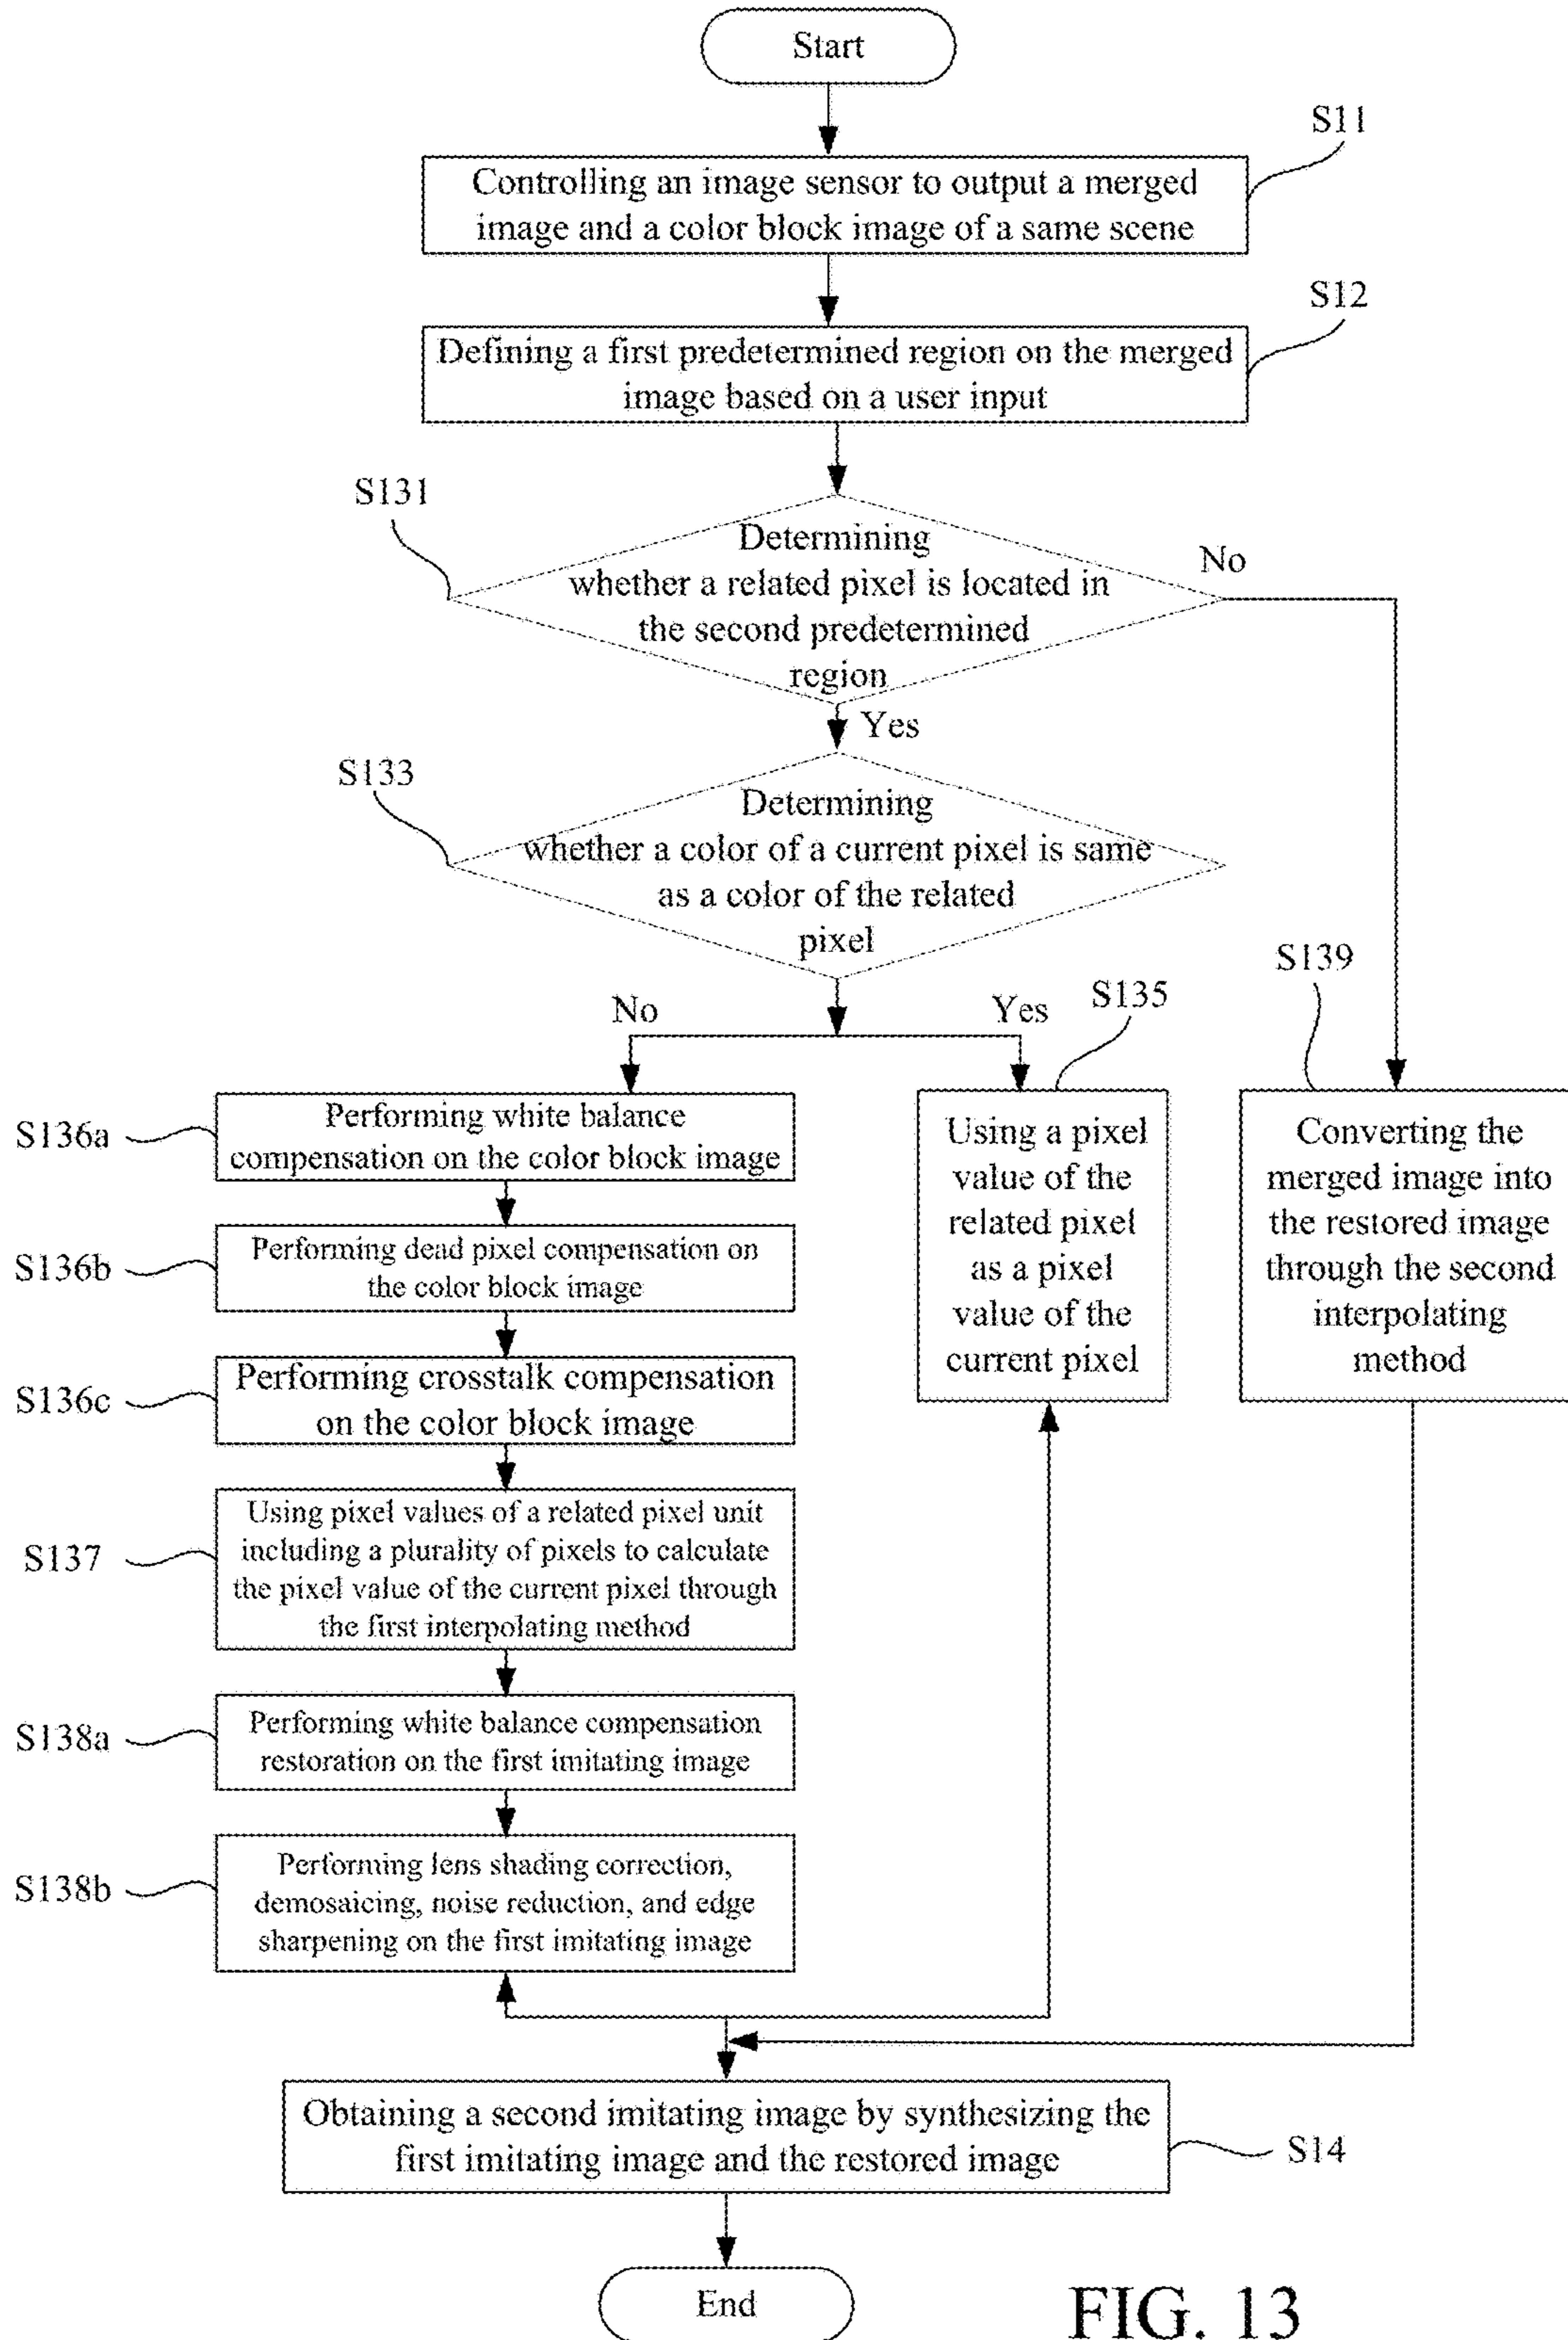 Start
S11
Controlling an image sensor to output a merged
image and a color block image of a same scene
S12
Defining a first predetermined region on the merged
image based on a user input
S131
Determining
whether a related pixel is located in
the second predetermined
region
No
Yes
S133
Determining
whether a color of a current pixel is same
as a color of the related
pixel
No
Yes
S135
S139
S136a
Performing white balance
compensation on the color block image
Using a pixel
value of the
related pixel
as a pixel
value of the
current pixel
Converting the
merged image into
the restored image
through the second
interpolating
method
S136b
Performing dead pixel compensation on
the color block image
S136c
Performing crosstalk compensation
on the color block image
S137
Using pixel values of a related pixel unit
including a plurality of pixels to calculate
the pixel value of the current pixel through
the first interpolating method
S138a
Performing white balance compensation
restoration on the first imitating image
S138b
Performing lens shading correction,
demosaicing, noise reduction, and edge
sharpening on the first imitating image
Obtaining a second imitating image by synthesizing the
first imitating image and the restored image
S14
End
FIG. 13